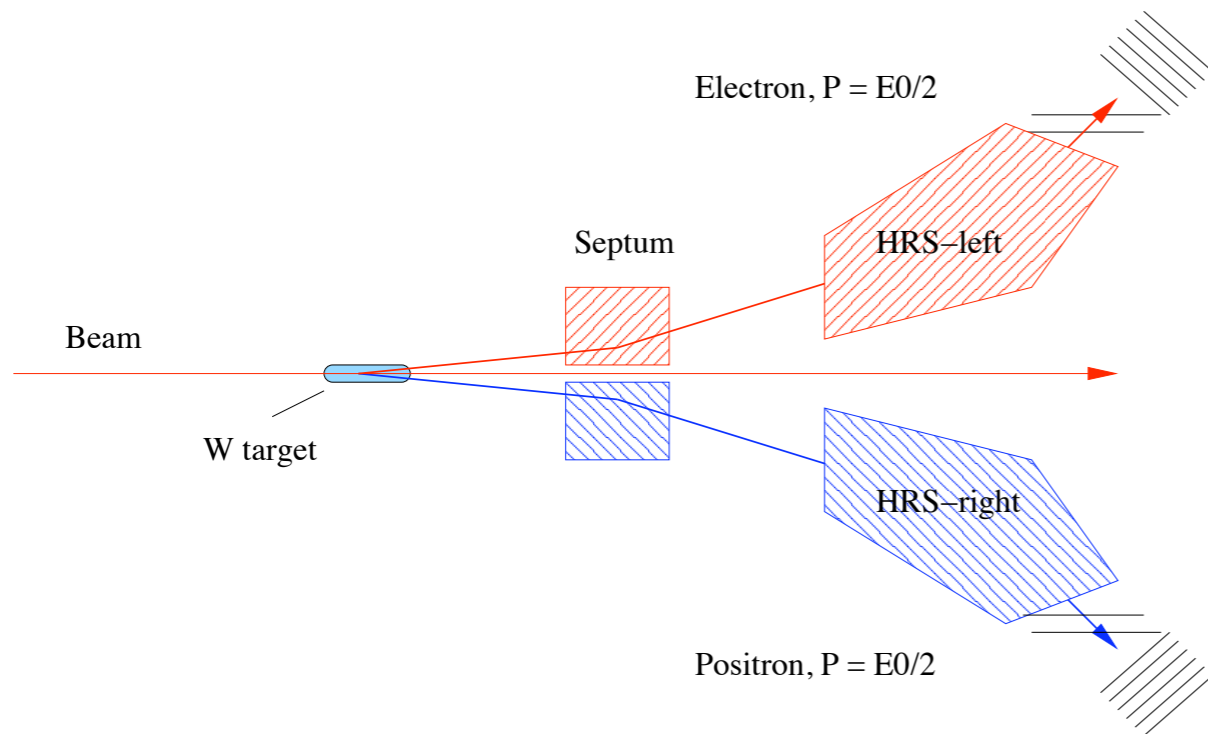 Electron, P = E0/2
Septum
HRS−left
Beam
W target
HRS−right
Positron, P = E0/2